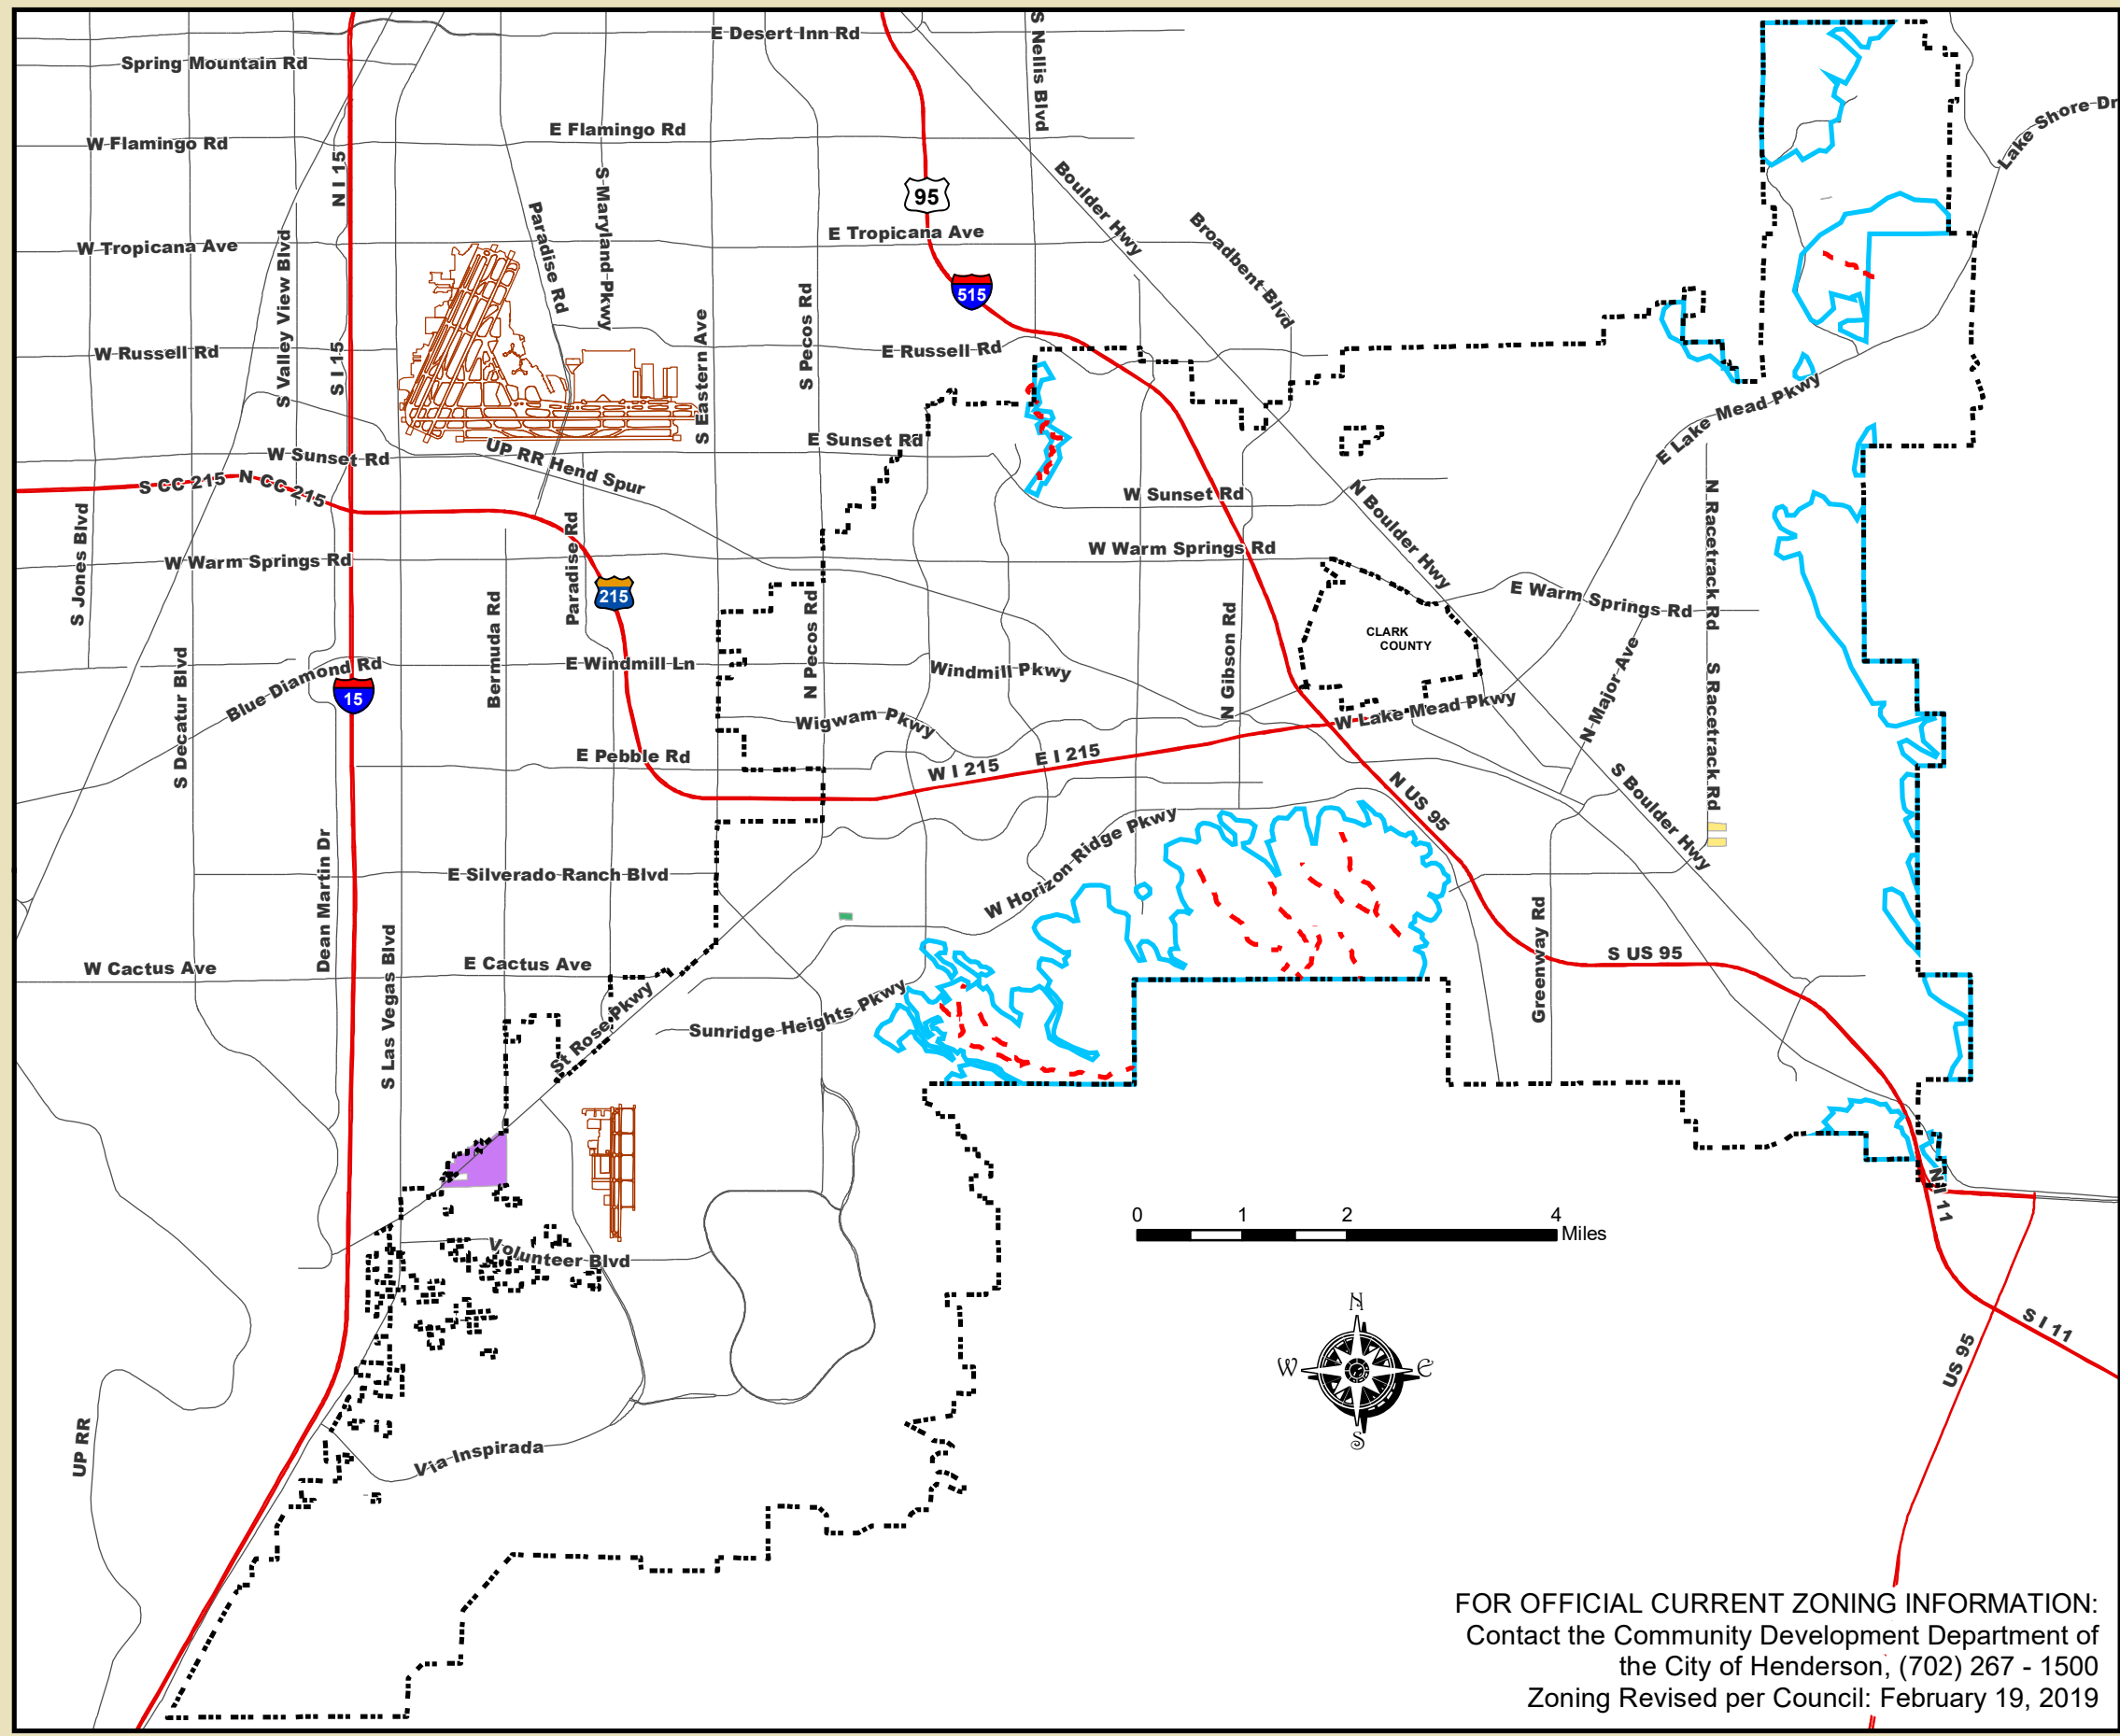 E Desert Inn Rd
S Nellis Blvd
Spring Mountain Rd
Lake Shore Dr
E Flamingo Rd
W Flamingo Rd
N I 15
S Maryland Pkwy
95
Boulder Hwy
Paradise Rd
Broadbent Blvd
E Tropicana Ave
W Tropicana Ave
S Valley View Blvd
515
S Pecos Rd
S Eastern Ave
S I 15
W Russell Rd
E Russell Rd
E Lake Mead Pkwy
E Sunset Rd
W Sunset Rd
UP RR Hend Spur
S CC 215
N CC 215
W Sunset Rd
N Boulder Hwy
N Racetrack Rd
S Jones Blvd
Paradise Rd
W Warm Springs Rd
W Warm Springs Rd
215
E Warm Springs Rd
Bermuda Rd
N Pecos Rd
N Gibson Rd
CLARK
COUNTY
S Decatur Blvd
Blue Diamond Rd
E Windmill Ln
Windmill Pkwy
N Major Ave
S Racetrack Rd
15
Wigwam Pkwy
W Lake Mead Pkwy
E Pebble Rd
W I 215
E I 215
N US 95
S Boulder Hwy
Dean Martin Dr
E Silverado Ranch Blvd
W Horizon Ridge Pkwy
Greenway Rd
S Las Vegas Blvd
W Cactus Ave
E Cactus Ave
S US 95
St Rose Pkwy
Sunridge Heights Pkwy
N I 11
0 1 2 4
Miles
Volunteer Blvd
N
W E
S
S I 11
US 95
UP RR
Via Inspirada
FOR OFFICIAL CURRENT ZONING INFORMATION:
Contact the Community Development Department of
the City of Henderson, (702) 267 - 1500
Zoning Revised per Council: February 19, 2019